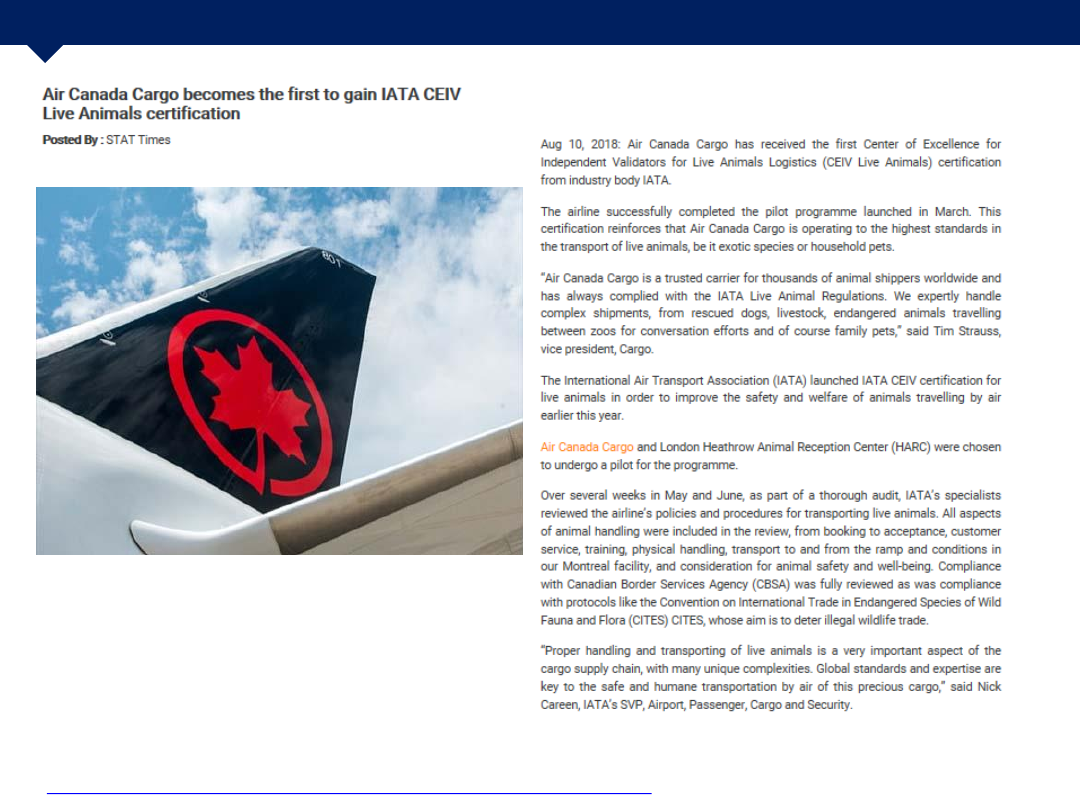 Air Canada Cargo becomes the first to gain IATA CEIV
Live Animals certification
Posted By : STAT Times
801
Aug 10, 2018: Air Canada Cargo has received the first Center of Excellence for
Independent Validators for Live Animals Logistics (CEIV Live Animals) certification
from industry body IATA.
The airline successfully completed the pilot programme launched in March. This
certification reinforces that Air Canada Cargo is operating to the highest standards in
the transport of live animals, be it exotic species or household pets.
“Air Canada Cargo is a trusted carrier for thousands of animal shippers worldwide and
has always complied with the IATA Live Animal Regulations. We expertly handle
complex shipments, from rescued dogs, livestock, endangered animals travelling
between zoos for conversation efforts and of course family pets,” said Tim Strauss,
vice president, Cargo.
The International Air Transport Association (IATA) launched IATA CEIV certification for
live animals in order to improve the safety and welfare of animals travelling by air
earlier this year.
Air Canada Cargo and London Heathrow Animal Reception Center (HARC) were chosen
to undergo a pilot for the programme.
Over several weeks in May and June, as part of a thorough audit, IATA’s specialists
reviewed the airline’s policies and procedures for transporting live animals. All aspects
of animal handling were included in the review, from booking to acceptance, customer
service, training, physical handling, transport to and from the ramp and conditions in
our Montreal facility, and consideration for animal safety and well-being. Compliance
with Canadian Border Services Agency (CBSA) was fully reviewed as was compliance
with protocols like the Convention on International Trade in Endangered Species of Wild
Fauna and Flora (CITES) CITES, whose aim is to deter illegal wildlife trade.
“Proper handling and transporting of live animals is a very important aspect of the
cargo supply chain, with many unique complexities. Global standards and expertise are
key to the safe and humane transportation by air of this precious cargo,” said Nick
Careen, IATA’s SVP, Airport, Passenger, Cargo and Security.